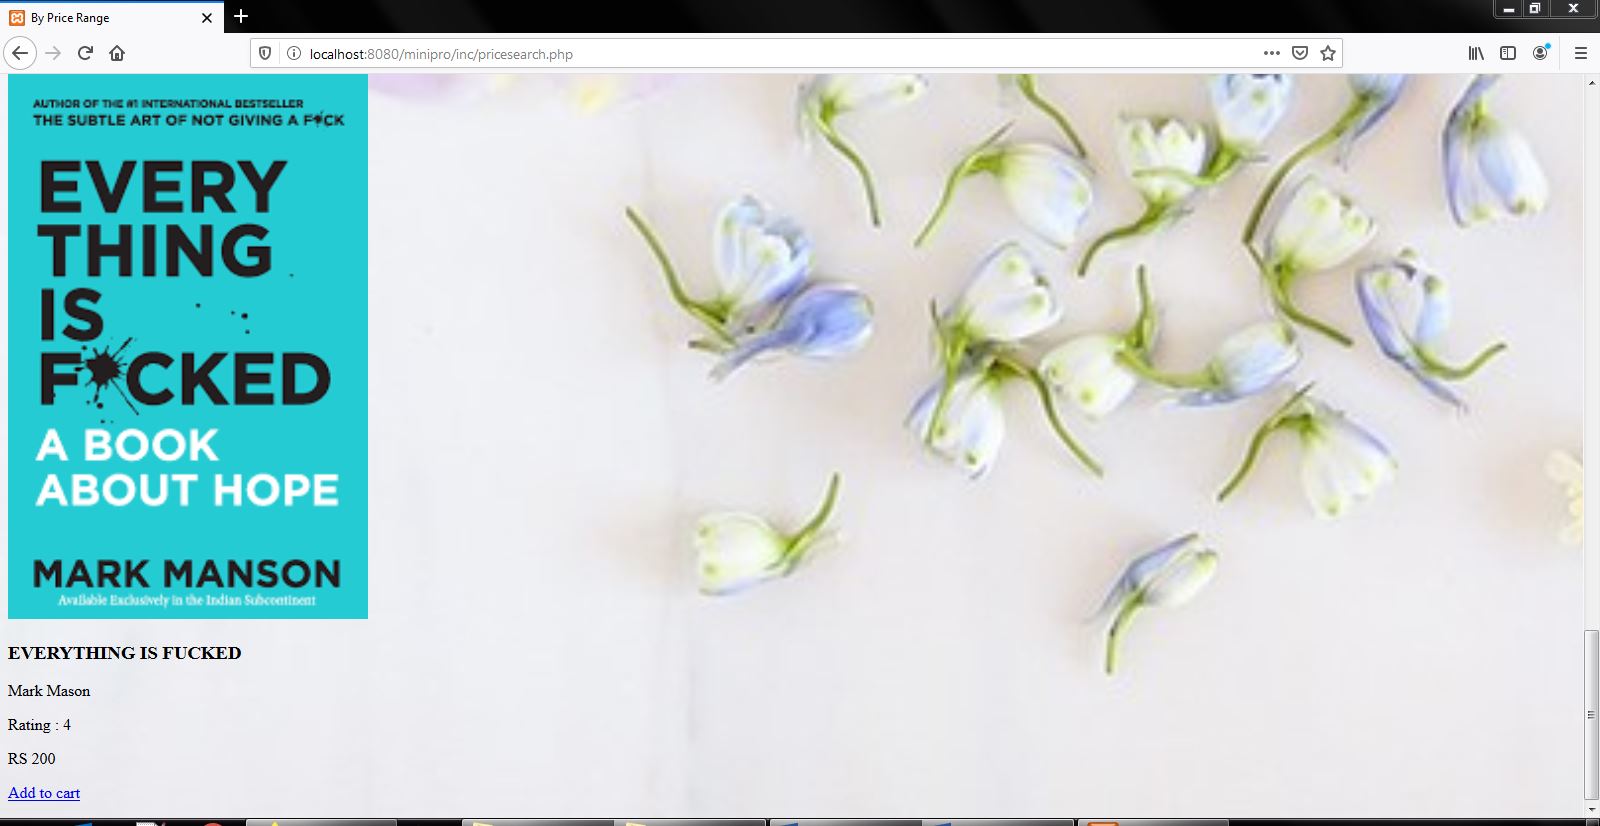 By Price Range
localhost:8080/minipro/inc/pricesearch.php
AUTHOR OF THE #1 INTERNATIONAL BESTSELLER
THE SUBTLE ART OF NOT GIVING A F*CK
EVERY
THING
IS
F*CKED
A BOOK
ABOUT HOPE
MARK MANSON
Available Exclusively in the Indian Subcontinent
EVERYTHING IS FUCKED
Mark Mason
Rating : 4
RS 200
Add to cart